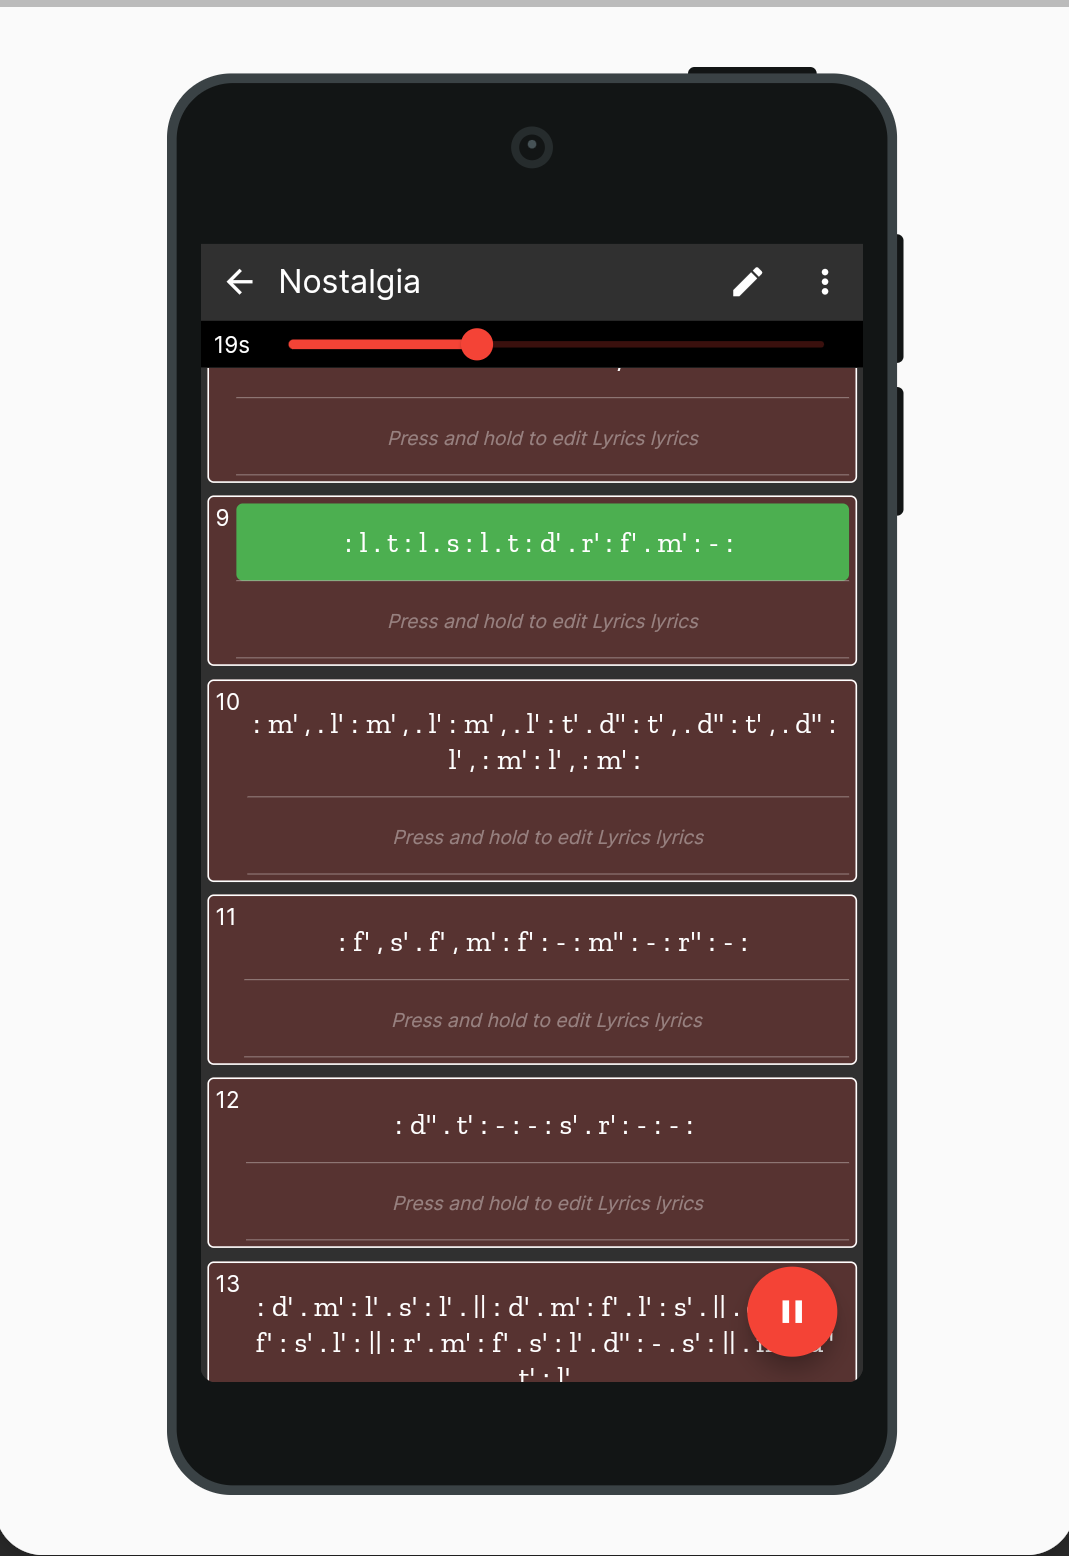 Nostalgia
19s
Press and hold to edit Lyrics lyrics
9
: l . t : l . s : l . t : d' . r' : f' . m' : - :
Press and hold to edit Lyrics lyrics
10
: m' , . l' : m' , . l' : m' , . l' : t' . d" : t' , . d" : t' , . d" :
l' , : m' : l' , : m' :
Press and hold to edit Lyrics lyrics
11
: f' , s' . f' , m' : f' : - : m" : - : r" : - :
Press and hold to edit Lyrics lyrics
12
: d" . t' : - : - : s' . r' : - : - :
Press and hold to edit Lyrics lyrics
13
: d' . m' : l' . s' : l' . || : d' . m' : f' . l' : s' . || .
f' : s' . l' : || : r' . m' : f' . s' : l' . d" : - . s' : || .
t' : l'